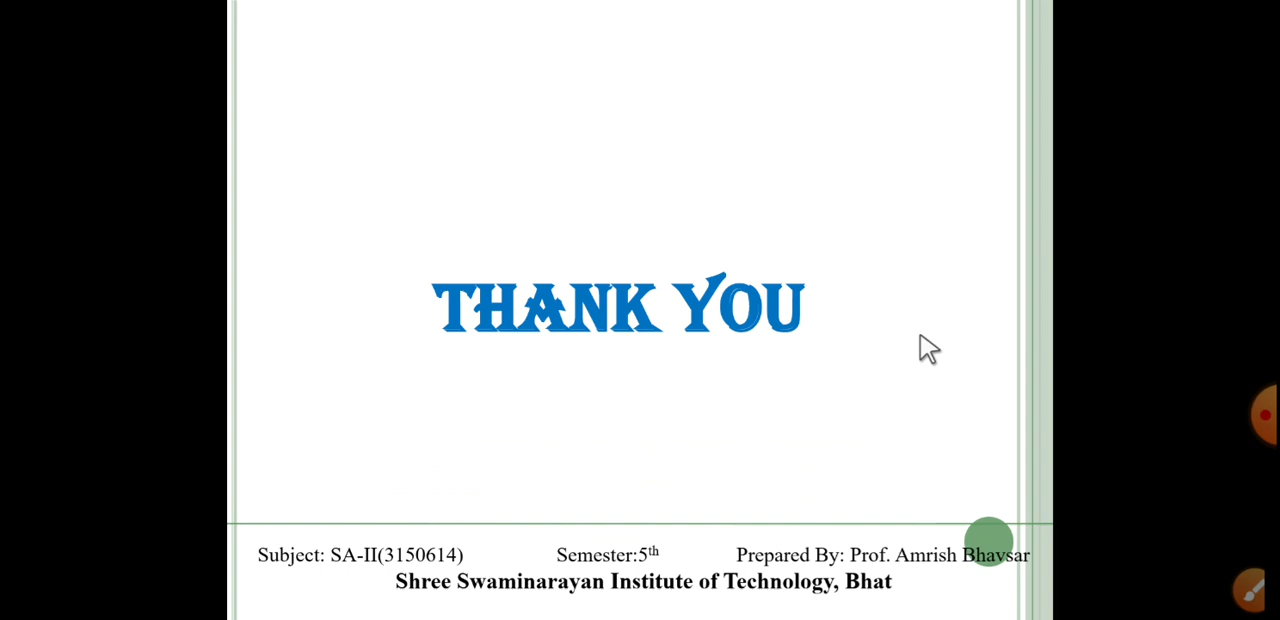 THANK YOU
Subject: SA-II(3150614) Semester:5th Prepared By: Prof. Amrish Bhavsar
Shree Swaminarayan Institute of Technology, Bhat